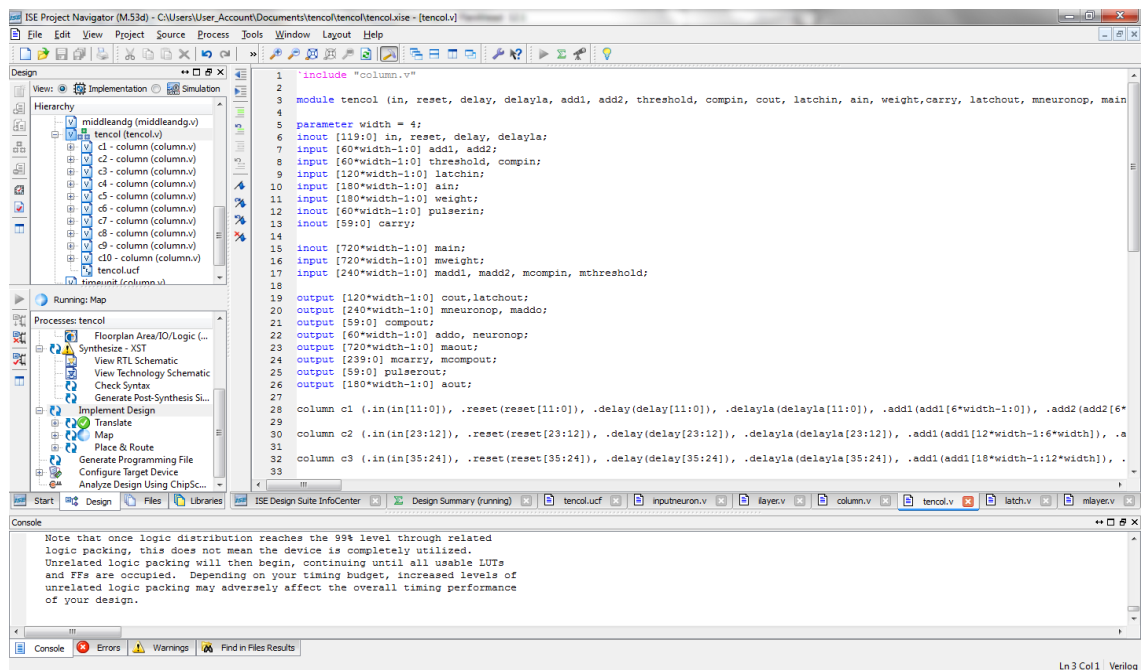 ISE Project Navigator (M.53d) - C:\Users\User_Account\Documents\tencol\tencol\tencol.xise - [tencol.v]
File Edit View Project Source Process Tools Window Layout Help
Design
View: Implementation Simulation
Hierarchy
middleandg (middleandg.v)
tencol (tencol.v)
c1 - column (column.v)
c2 - column (column.v)
c3 - column (column.v)
c4 - column (column.v)
c5 - column (column.v)
c6 - column (column.v)
c7 - column (column.v)
c8 - column (column.v)
c9 - column (column.v)
c10 - column (column.v)
tencol.ucf
timeunit (column.v)
Running: Map
Processes: tencol
Floorplan Area/IO/Logic (...
Synthesize - XST
View RTL Schematic
View Technology Schematic
Check Syntax
Generate Post-Synthesis Si...
Implement Design
Translate
Map
Place & Route
Generate Programming File
Configure Target Device
Analyze Design Using ChipSc...
Start Design Files Libraries
1 `include "column.v"
2
3 module tencol (in, reset, delay, delayla, add1, add2, threshold, compin, cout, latchin, ain, weight,carry, latchout, mneuronop, main
4
5 parameter width = 4;
6 inout [119:0] in, reset, delay, delayla;
7 input [60*width-1:0] add1, add2;
8 input [60*width-1:0] threshold, compin;
9 input [120*width-1:0] latchin;
10 input [180*width-1:0] ain;
11 input [180*width-1:0] weight;
12 inout [60*width-1:0] pulserin;
13 inout [59:0] carry;
14
15 inout [720*width-1:0] main;
16 input [720*width-1:0] mweight;
17 input [240*width-1:0] madd1, madd2, mcompin, mthreshold;
18
19 output [120*width-1:0] cout,latchout;
20 output [240*width-1:0] mneuronop, maddo;
21 output [59:0] compout;
22 output [60*width-1:0] addo, neuronop;
23 output [720*width-1:0] maout;
24 output [239:0] mcarry, mcompout;
25 output [59:0] pulserout;
26 output [180*width-1:0] aout;
27
28 column c1 (.in(in[11:0]), .reset(reset[11:0]), .delay(delay[11:0]), .delayla(delayla[11:0]), .add1(add1[6*width-1:0]), .add2(add2[6*
29
30 column c2 (.in(in[23:12]), .reset(reset[23:12]), .delay(delay[23:12]), .delayla(delayla[23:12]), .add1(add1[12*width-1:6*width]), .a
31
32 column c3 (.in(in[35:24]), .reset(reset[35:24]), .delay(delay[35:24]), .delayla(delayla[35:24]), .add1(add1[18*width-1:12*width]), .
33
ISE Design Suite InfoCenter Design Summary (running) tencol.ucf inputneuron.v ilayer.v column.v tencol.v latch.v mlayer.v
Console
Note that once logic distribution reaches the 99% level through related
logic packing, this does not mean the device is completely utilized.
Unrelated logic packing will then begin, continuing until all usable LUTs
and FFs are occupied. Depending on your timing budget, increased levels of
unrelated logic packing may adversely affect the overall timing performance
of your design.
Console Errors Warnings Find in Files Results
Ln 3 Col 1 Verilog